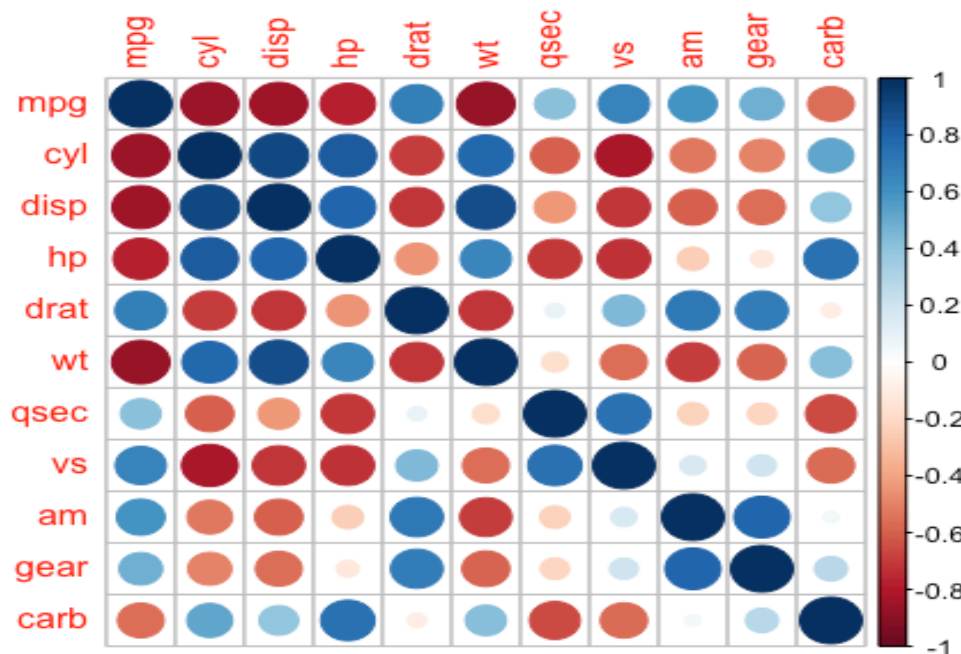 mpg cyl disp hp drat wt qsec vs am gear carb
mpg
cyl
disp
hp
drat
wt
qsec
vs
am
gear
carb
1
0.8
0.6
0.4
0.2
0
-0.2
-0.4
-0.6
-0.8
-1